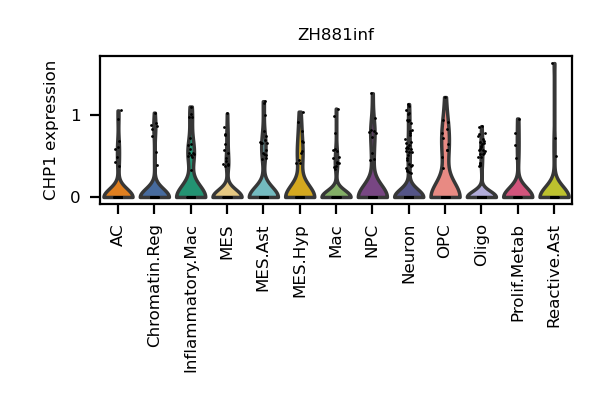 ZH881inf
CHP1 expression
1
0
AC
Chromatin.Reg
Inflammatory.Mac
MES
MES.Ast
MES.Hyp
Mac
NPC
Neuron
OPC
Oligo
Prolif.Metab
Reactive.Ast